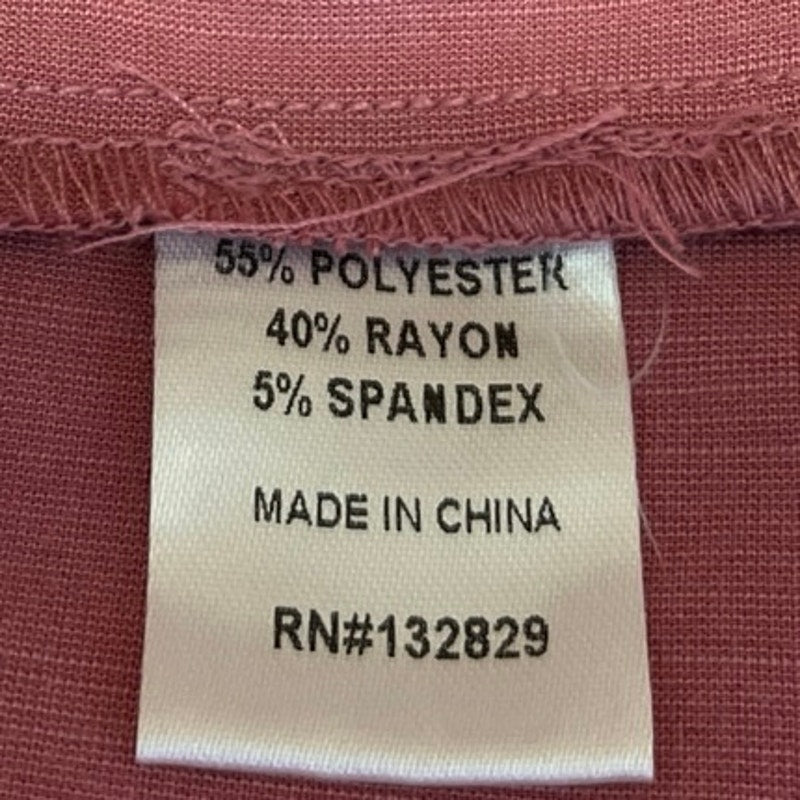 55% POLYESTER
40% RAYON
5% SPANDEX
MADE IN CHINA
RN#132829